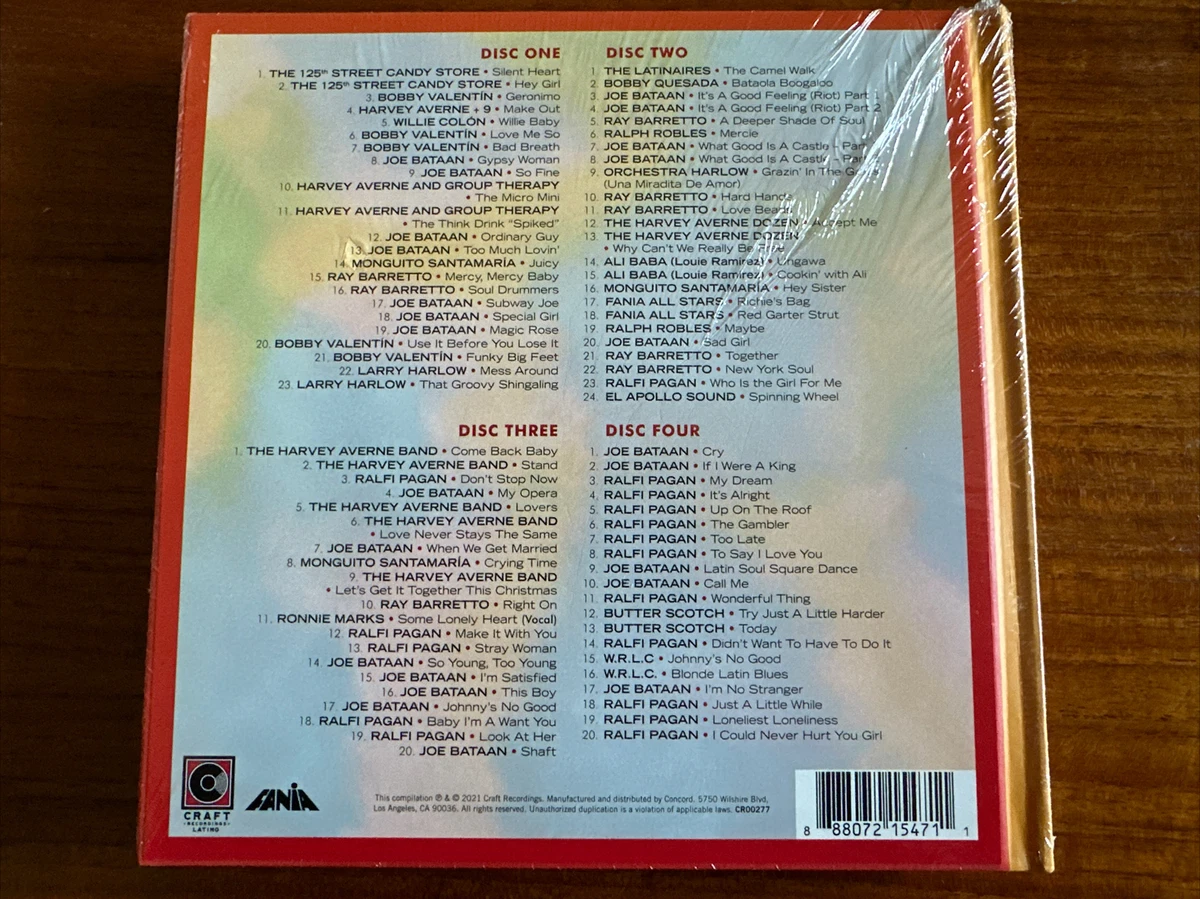 DISC ONE
1. THE 125th STREET CANDY STORE • Silent Heart
2. THE 125th STREET CANDY STORE • Hey Girl
3. BOBBY VALENTÍN • Geronimo
4. HARVEY AVERNE + 9 • Make Out
5. WILLIE COLÓN • Willie Baby
6. BOBBY VALENTÍN • Love Me So
7. BOBBY VALENTÍN • Bad Breath
8. JOE BATAAN • Gypsy Woman
9. JOE BATAAN • So Fine
10. HARVEY AVERNE AND GROUP THERAPY
• The Micro Mini
11. HARVEY AVERNE AND GROUP THERAPY
• The Think Drink "Spiked"
12. JOE BATAAN • Ordinary Guy
13. JOE BATAAN • Too Much Lovin'
14. MONGUITO SANTAMARÍA • Juicy
15. RAY BARRETTO • Mercy, Mercy Baby
16. RAY BARRETTO • Soul Drummers
17. JOE BATAAN • Subway Joe
18. JOE BATAAN • Special Girl
19. JOE BATAAN • Magic Rose
20. BOBBY VALENTÍN • Use It Before You Lose It
21. BOBBY VALENTÍN • Funky Big Feet
22. LARRY HARLOW • Mess Around
23. LARRY HARLOW • That Groovy Shingaling
DISC TWO
1. THE LATINAIRES • The Camel Walk
2. BOBBY QUESADA • Bataola Boogaloo
3. JOE BATAAN • It's A Good Feeling (Riot) Part 1
4. JOE BATAAN • It's A Good Feeling (Riot) Part 2
5. RAY BARRETTO • A Deeper Shade Of Soul
6. RALPH ROBLES • Mercie
7. JOE BATAAN • What Good Is A Castle - Part
8. JOE BATAAN • What Good Is A Castle - Part
9. ORCHESTRA HARLOW • Grazin' In The
(Una Miradita De Amor)
10. RAY BARRETTO • Hard Hands
11. RAY BARRETTO • Love Beads
12. THE HARVEY AVERNE DOZEN • Accept Me
13. THE HARVEY AVERNE DOZEN
• Why Can't We Really Be Free
14. ALI BABA (Louie Ramirez) • Ungawa
15. ALI BABA (Louie Ramirez) • Cookin' with Ali
16. MONGUITO SANTAMARÍA • Hey Sister
17. FANIA ALL STARS • Richie's Bag
18. FANIA ALL STARS • Red Garter Strut
19. RALPH ROBLES • Maybe
20. JOE BATAAN • Sad Girl
21. RAY BARRETTO • Together
22. RAY BARRETTO • New York Soul
23. RALFI PAGAN • Who Is the Girl For Me
24. EL APOLLO SOUND • Spinning Wheel
DISC THREE
1. THE HARVEY AVERNE BAND • Come Back Baby
2. THE HARVEY AVERNE BAND • Stand
3. RALFI PAGAN • Don't Stop Now
4. JOE BATAAN • My Opera
5. THE HARVEY AVERNE BAND • Lovers
6. THE HARVEY AVERNE BAND
• Love Never Stays The Same
7. JOE BATAAN • When We Get Married
8. MONGUITO SANTAMARÍA • Crying Time
9. THE HARVEY AVERNE BAND
• Let's Get It Together This Christmas
10. RAY BARRETTO • Right On
11. RONNIE MARKS • Some Lonely Heart (Vocal)
12. RALFI PAGAN • Make It With You
13. RALFI PAGAN • Stray Woman
14. JOE BATAAN • So Young, Too Young
15. JOE BATAAN • I'm Satisfied
16. JOE BATAAN • This Boy
17. JOE BATAAN • Johnny's No Good
18. RALFI PAGAN • Baby I'm A Want You
19. RALFI PAGAN • Look At Her
20. JOE BATAAN • Shaft
DISC FOUR
1. JOE BATAAN • Cry
2. JOE BATAAN • If I Were A King
3. RALFI PAGAN • My Dream
4. RALFI PAGAN • It's Alright
5. RALFI PAGAN • Up On The Roof
6. RALFI PAGAN • The Gambler
7. RALFI PAGAN • Too Late
8. RALFI PAGAN • To Say I Love You
9. JOE BATAAN • Latin Soul Square Dance
10. JOE BATAAN • Call Me
11. RALFI PAGAN • Wonderful Thing
12. BUTTER SCOTCH • Try Just A Little Harder
13. BUTTER SCOTCH • Today
14. RALFI PAGAN • Didn't Want To Have To Do It
15. W.R.L.C • Johnny's No Good
16. W.R.L.C. • Blonde Latin Blues
17. JOE BATAAN • I'm No Stranger
18. RALFI PAGAN • Just A Little While
19. RALFI PAGAN • Loneliest Loneliness
20. RALFI PAGAN • I Could Never Hurt You Girl
CRAFT
RECORDINGS
LATINO
FANIA
This compilation ℗ & © 2021 Craft Recordings. Manufactured and distributed by Concord. 5750 Wilshire Blvd,
Los Angeles, CA 90036. All rights reserved. Unauthorized duplication is a violation of applicable laws. CR00277
8 88072 15471 1